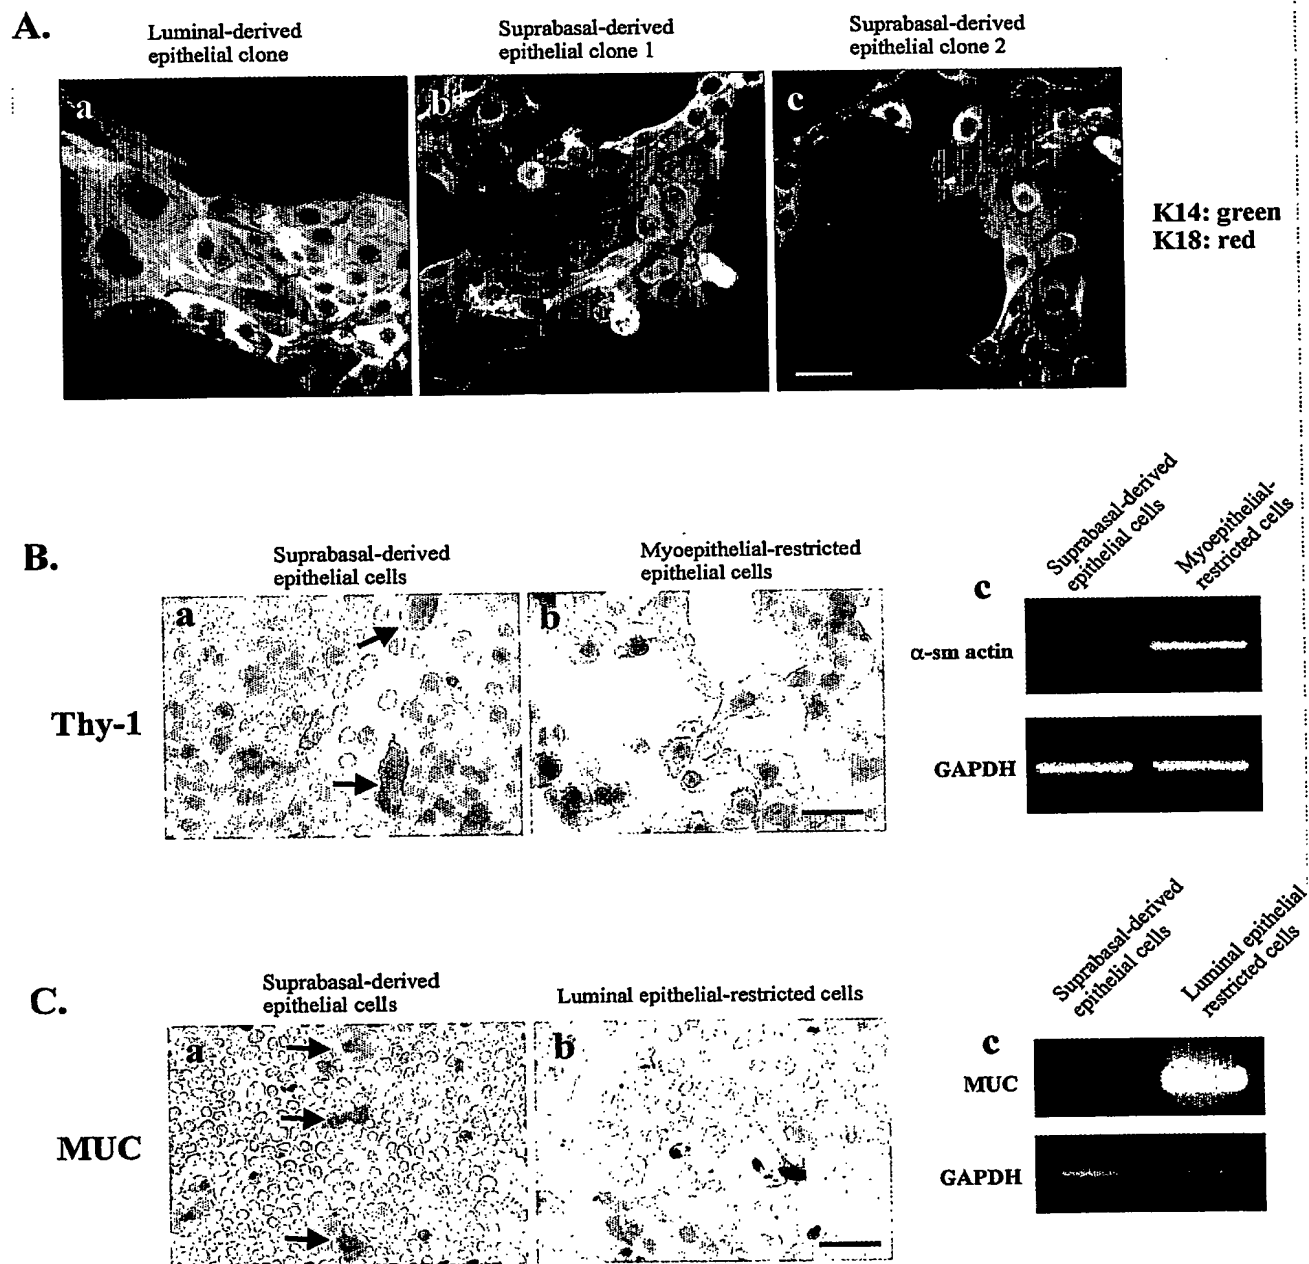 A.
Luminal-derived
epithelial clone
Suprabasal-derived
epithelial clone 1
Suprabasal-derived
epithelial clone 2
a
b
c
K14: green
K18: red
B.
Suprabasal-derived
epithelial cells
Myoepithelial-restricted
epithelial cells
Suprabasal-derived
epithelial cells
Myoepithelial-
restricted cells
a
b
c
α-sm actin
Thy-1
GAPDH
C.
Suprabasal-derived
epithelial cells
Luminal epithelial-restricted cells
Suprabasal-derived
epithelial cells
Luminal epithelial
restricted cells
a
b
c
MUC
MUC
GAPDH